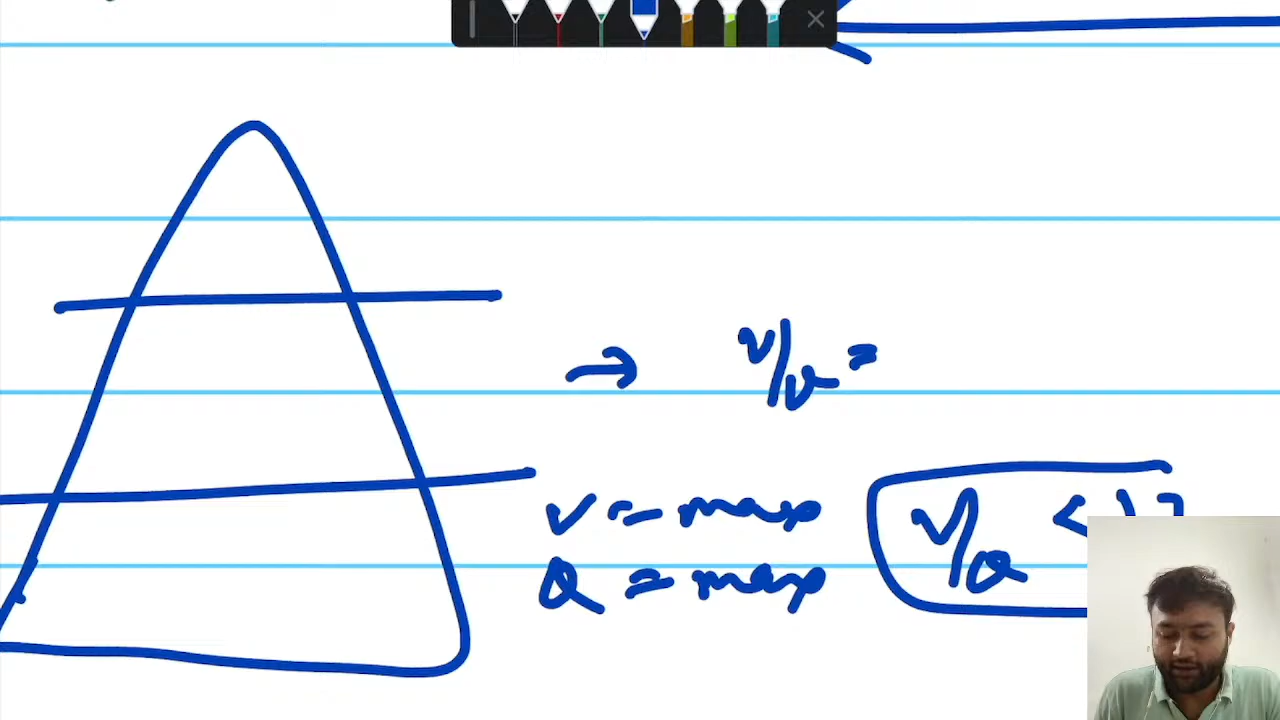 → V/Q =
V = max
Q = max
V/Q <